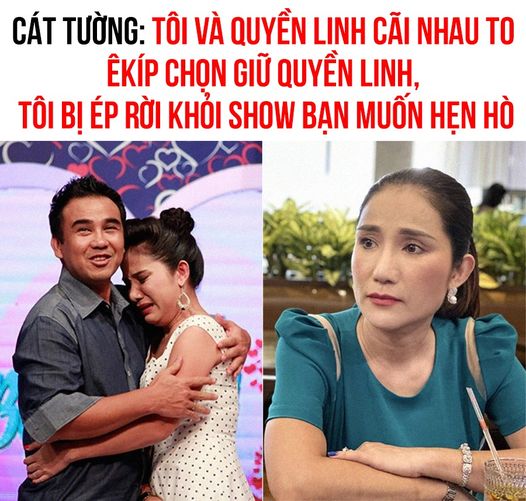 CÁT TƯỜNG: TÔI VÀ QUYỀN LINH CÃI NHAU TO
ÊKÍP CHỌN GIỮ QUYỀN LINH,
TÔI BỊ ÉP RỜI KHỎI SHOW BẠN MUỐN HẸN HÒ